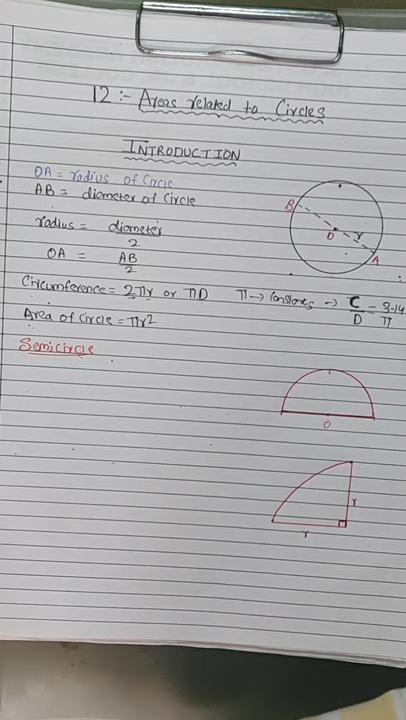 12:- Areas related to Circles
INTRODUCTION
OA = radius of Circle
AB = diameter of Circle
radius = diameter
2
OA = AB
2
B
O
r
A
Circumference = 2πr or πD π → Constant → C = 3.14
D π
Area of circle = πr2
Semicircle
O
r
r